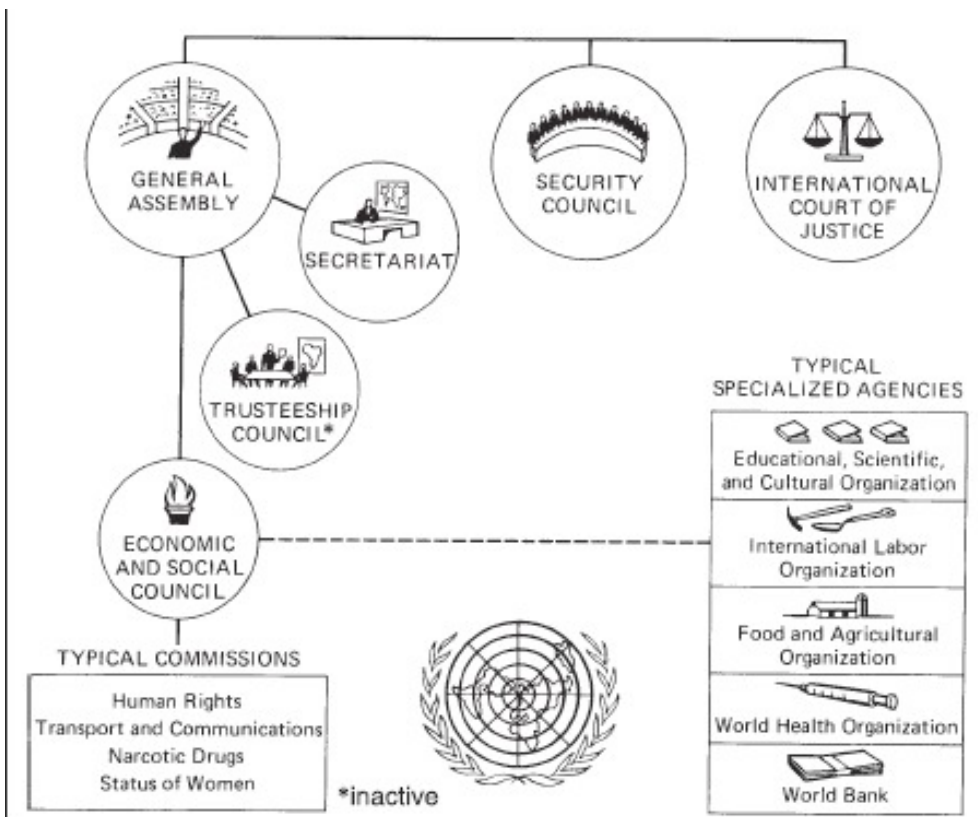 GENERAL
ASSEMBLY
SECURITY
COUNCIL
INTERNATIONAL
COURT OF
JUSTICE
SECRETARIAT
TRUSTEESHIP
COUNCIL*
ECONOMIC
AND SOCIAL
COUNCIL
TYPICAL COMMISSIONS
Human Rights
Transport and Communications
Narcotic Drugs
Status of Women
*inactive
TYPICAL
SPECIALIZED AGENCIES
Educational, Scientific,
and Cultural Organization
International Labor
Organization
Food and Agricultural
Organization
World Health Organization
World Bank